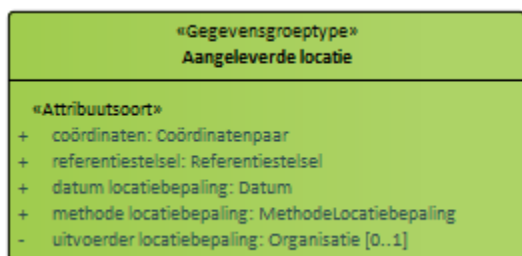 «Gegevensgroeptype»
Aangeleverde locatie
«Attribuutsoort»
+ coördinaten: Coördinatenpaar
+ referentiestelsel: Referentiestelsel
+ datum locatiebepaling: Datum
+ methode locatiebepaling: MethodeLocatiebepaling
- uitvoerder locatiebepaling: Organisatie [0..1]